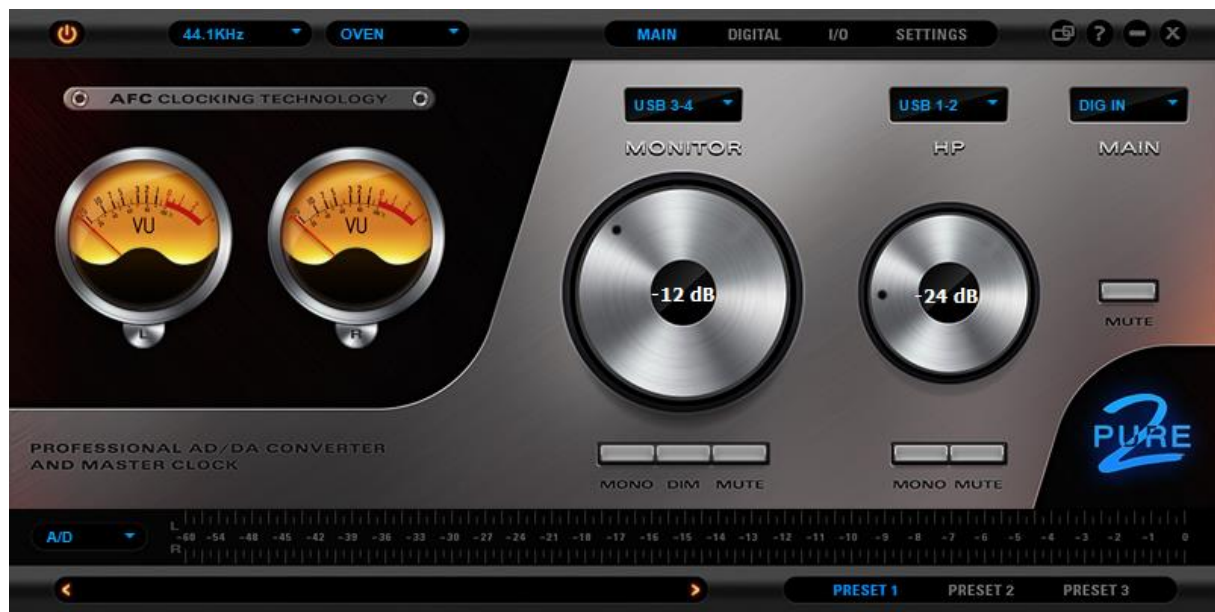 44.1KHz OVEN MAIN DIGITAL I/O SETTINGS ?
AFC CLOCKING TECHNOLOGY
USB 3-4 USB 1-2 DIG IN
MONITOR HP MAIN
VU VU
-12 dB -24 dB
L R
MUTE
PURE 2
PROFESSIONAL AD/DA CONVERTER
AND MASTER CLOCK
MONO DIM MUTE MONO MUTE
L
A/D -60 -54 -48 -45 -42 -39 -36 -33 -30 -27 -24 -21 -18 -17 -16 -15 -14 -13 -12 -11 -10 -9 -8 -7 -6 -5 -4 -3 -2 -1 0
R
PRESET 1 PRESET 2 PRESET 3